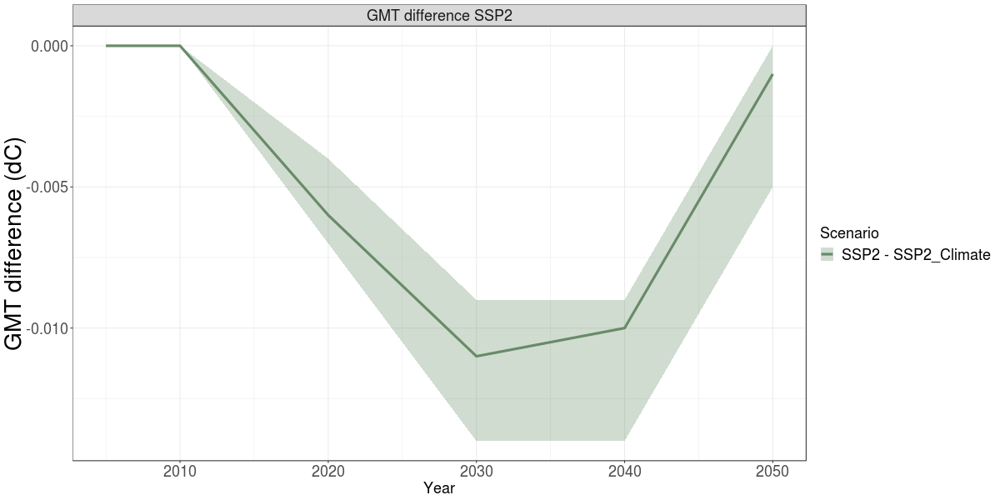 GMT difference SSP2
GMT difference (dC)
0.000
-0.005
-0.010
2010 2020 2030 2040 2050
Year
Scenario
SSP2 - SSP2_Climate